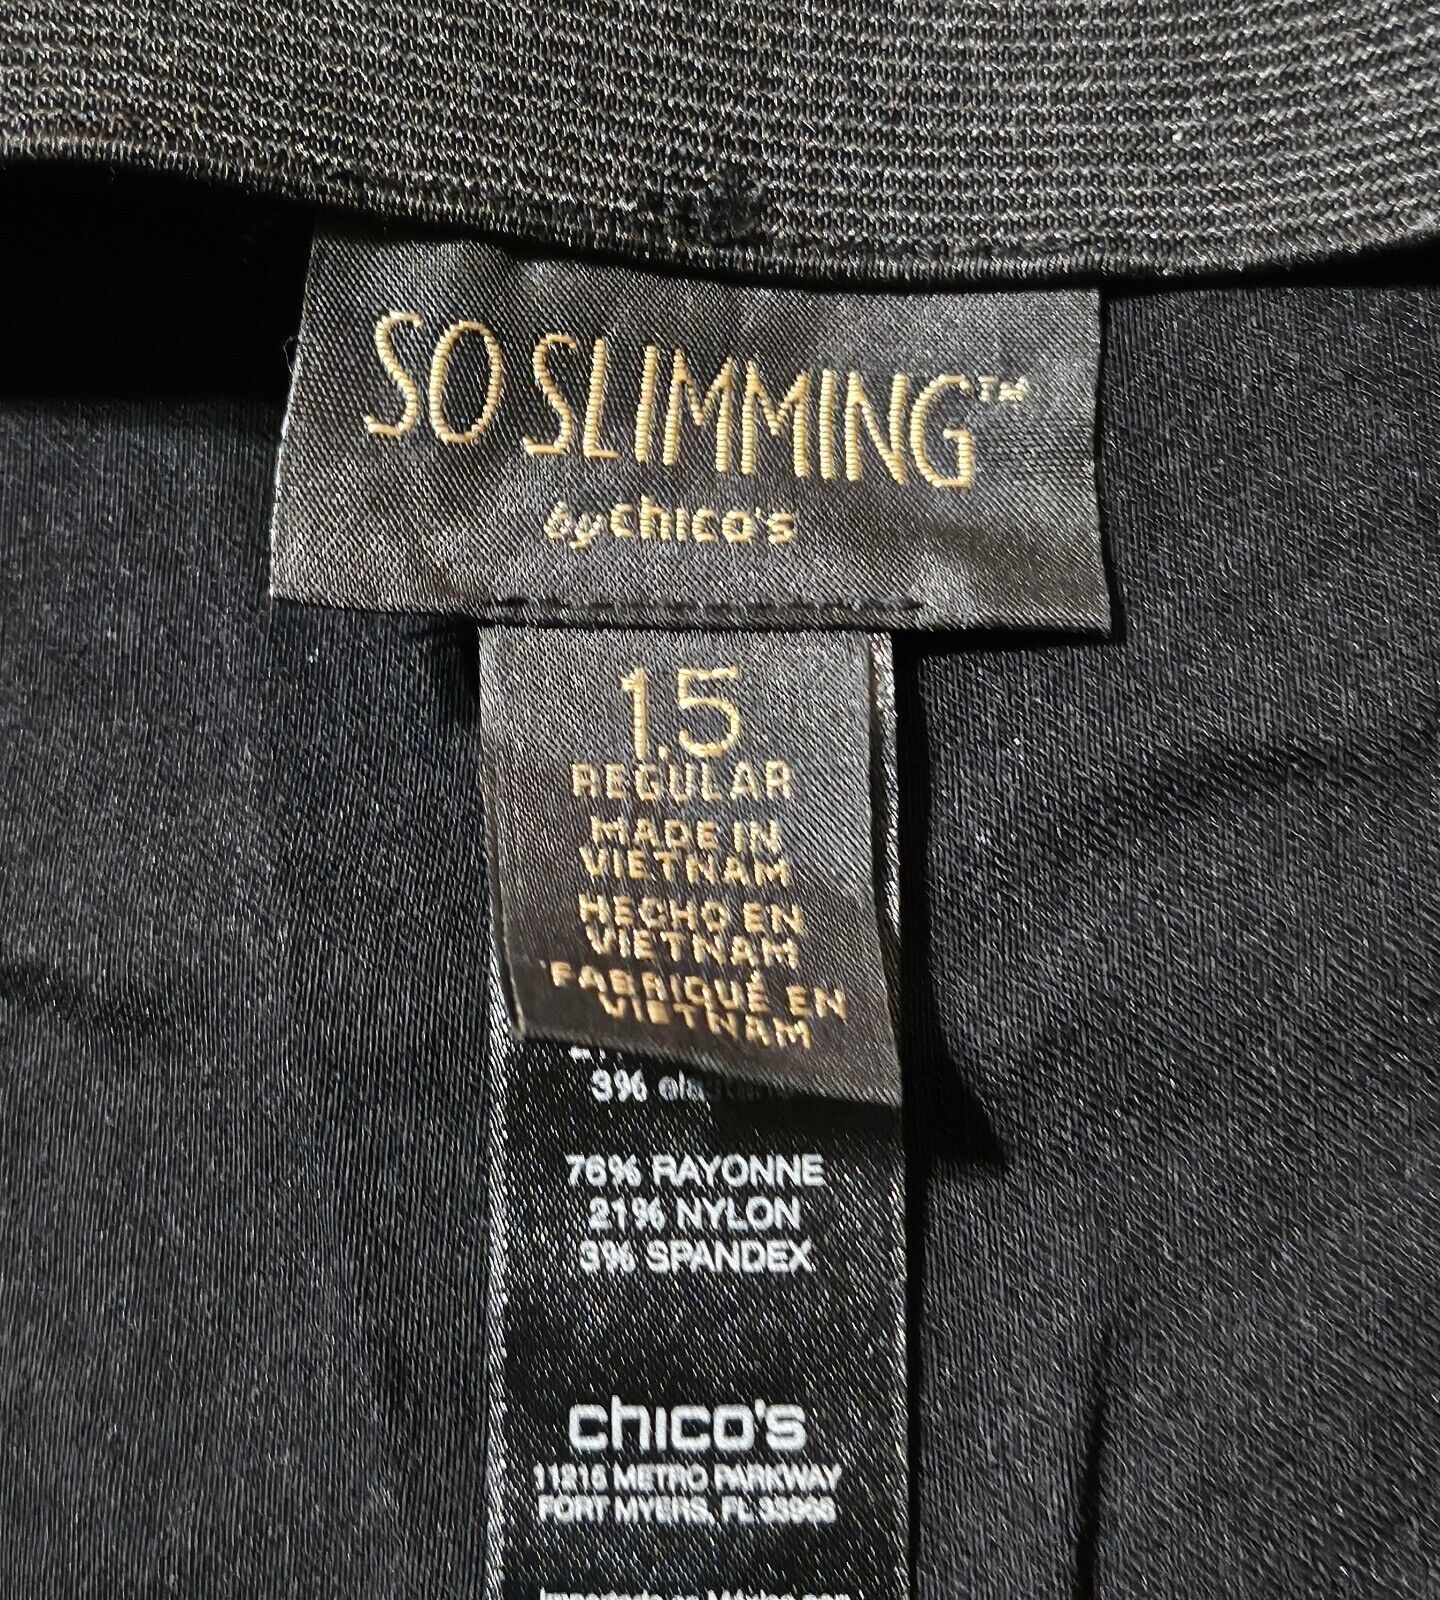 SO SLIMMING™
by chico's
1.5
REGULAR
MADE IN
VIETNAM
HECHO EN
VIETNAM
FABRIQUÉ EN
VIETNAM
3%
76% RAYONNE
21% NYLON
3% SPANDEX
chico's
11215 METRO PARKWAY
FORT MYERS, FL 33966